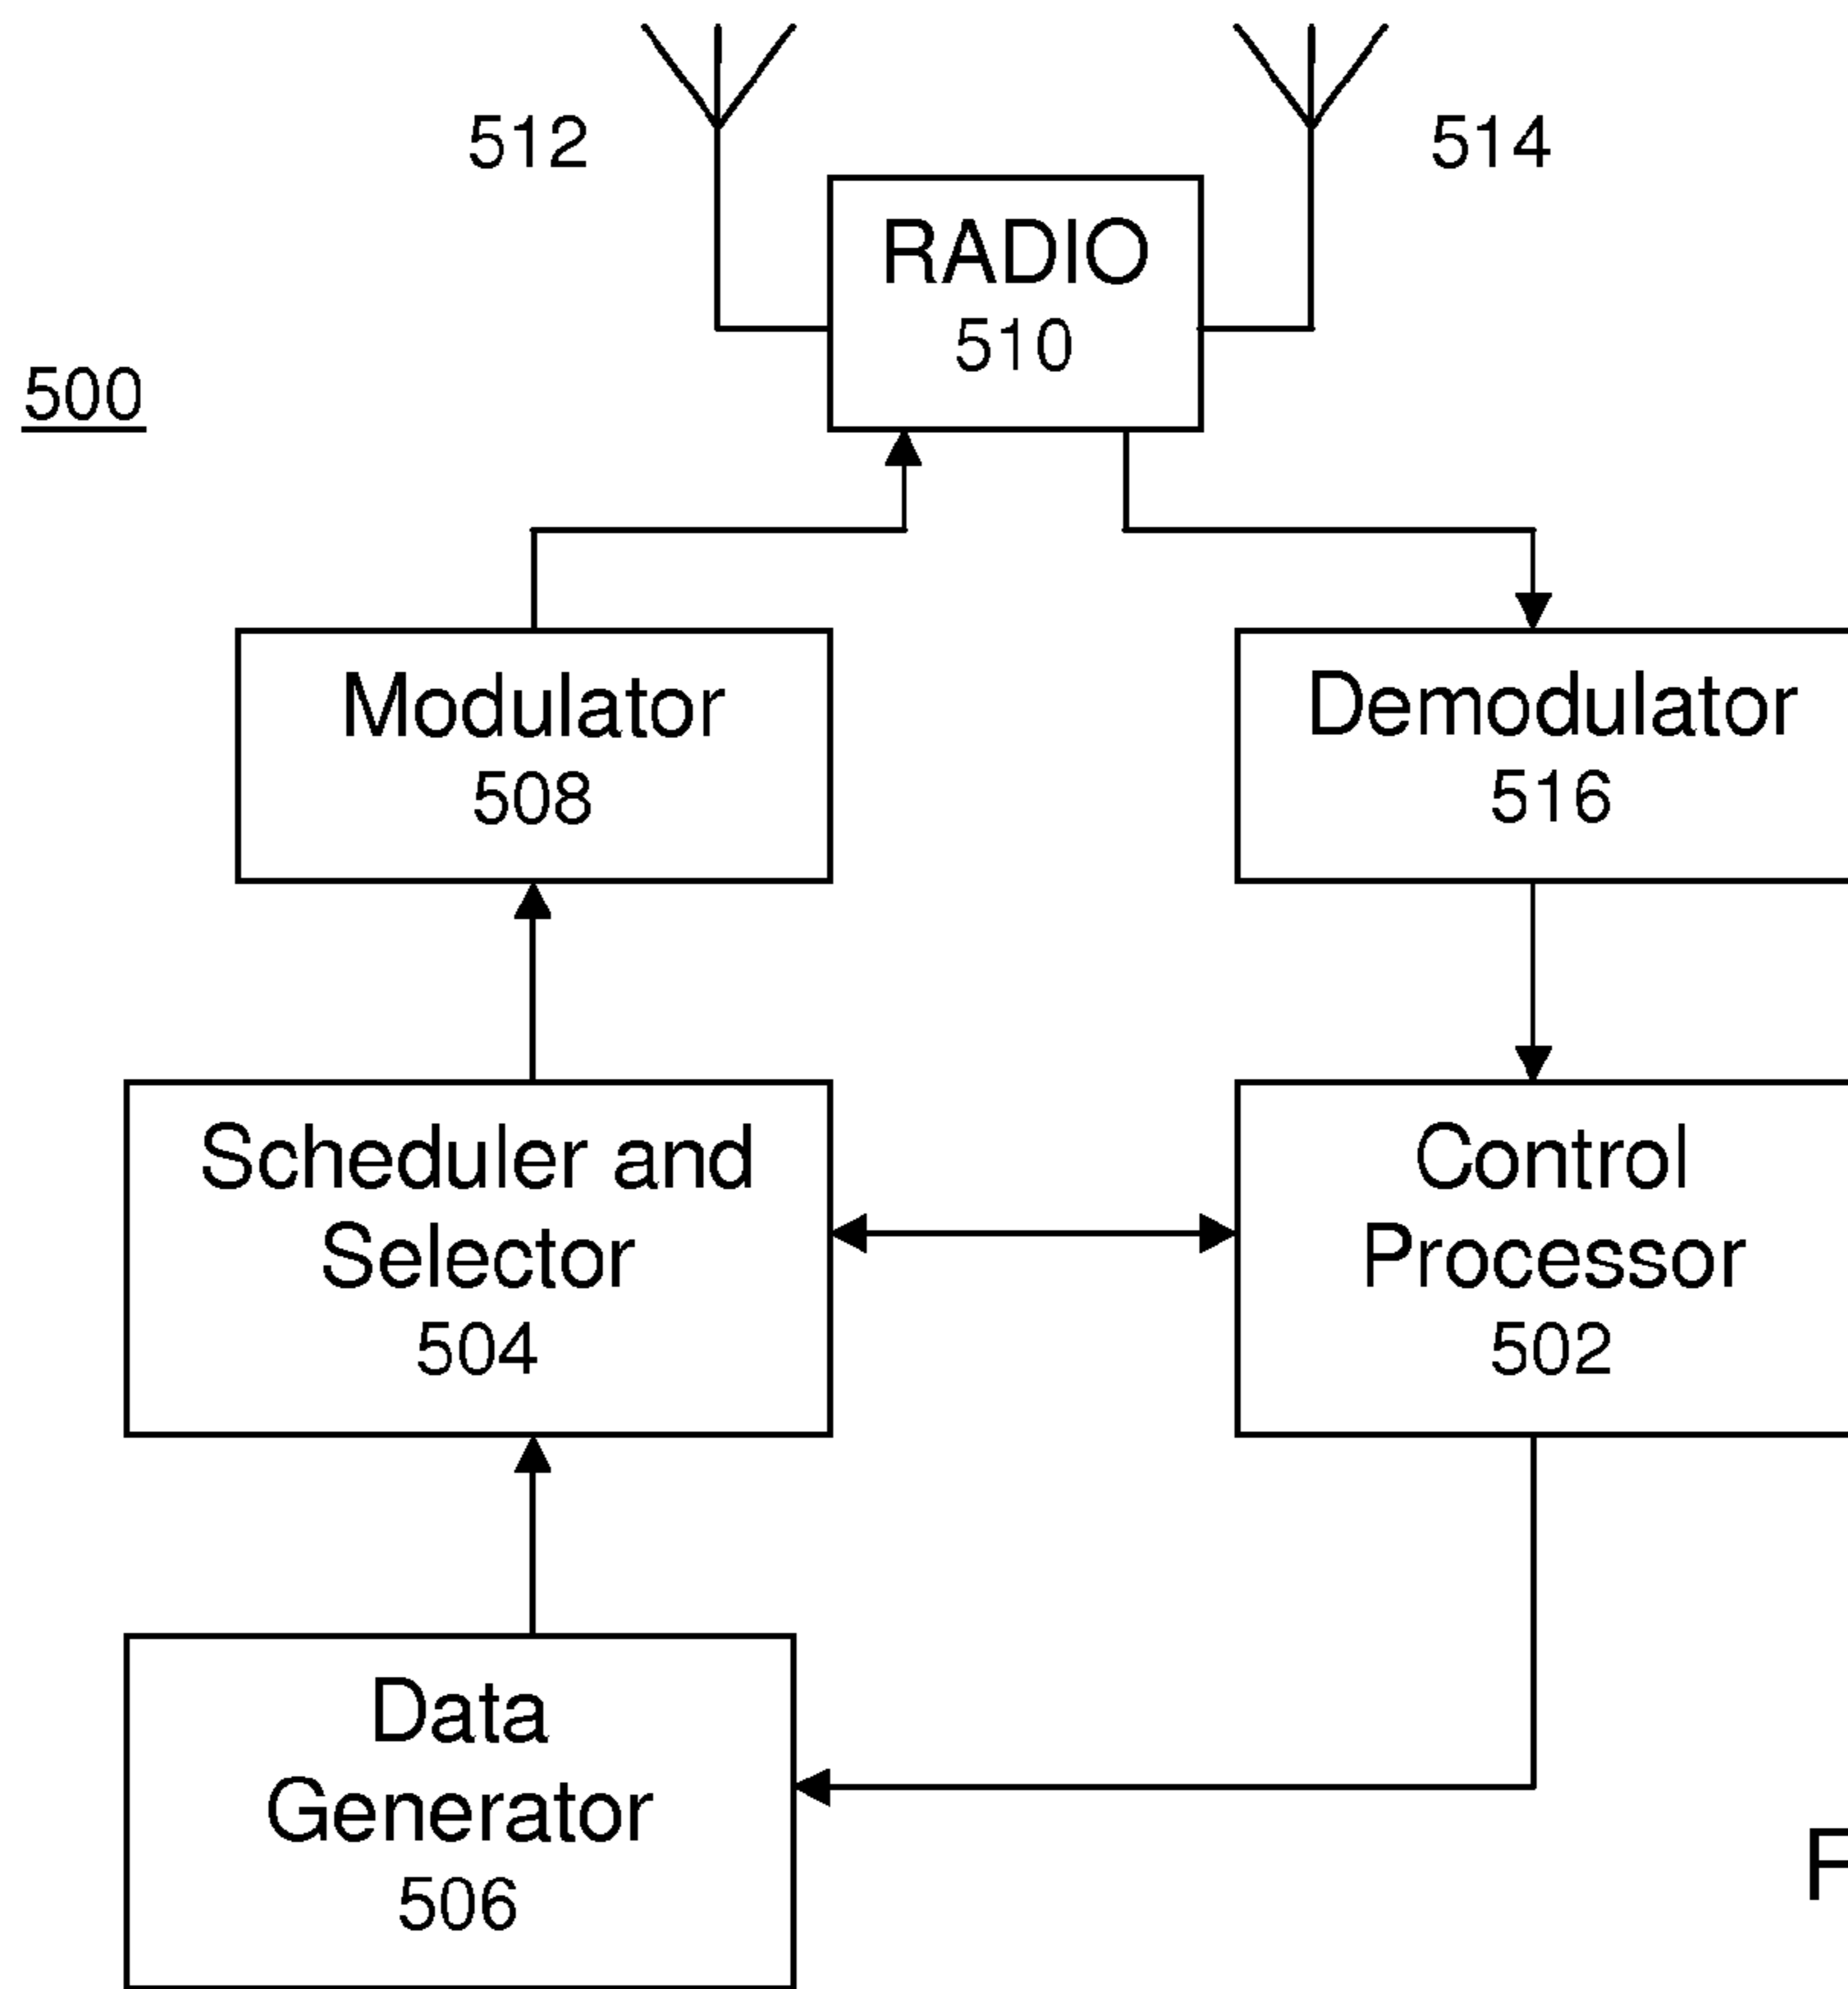 512
514
RADIO
510
500
Modulator
508
Demodulator
516
Scheduler and
Selector
504
Control
Processor
502
Data
Generator
506
F